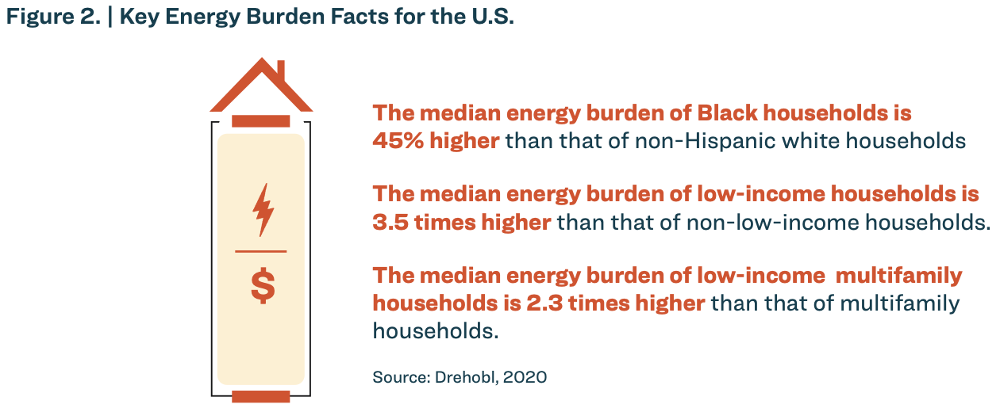 Figure 2. | Key Energy Burden Facts for the U.S.
The median energy burden of Black households is
45% higher than that of non-Hispanic white households
The median energy burden of low-income households is
3.5 times higher than that of non-low-income households.
$
The median energy burden of low-income  multifamily
households is 2.3 times higher than that of multifamily
households.
Source: Drehobl, 2020